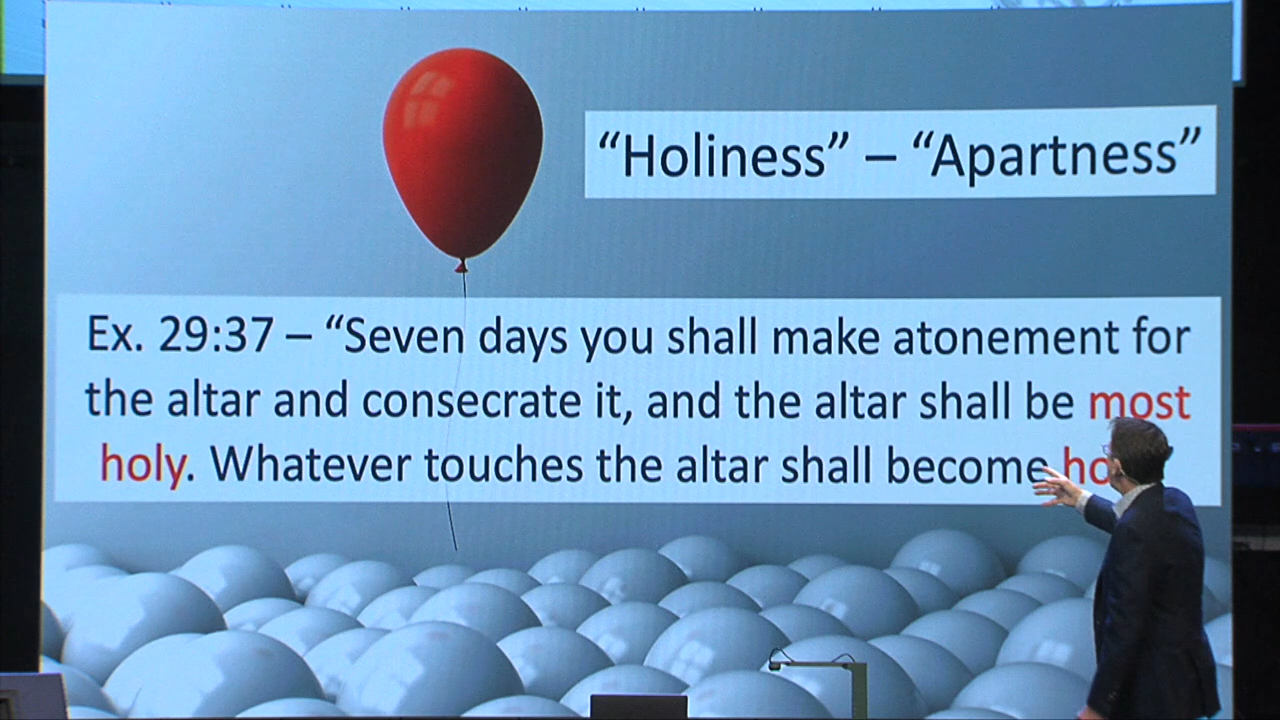 “Holiness” – “Apartness”
Ex. 29:37 – “Seven days you shall make atonement for
the altar and consecrate it, and the altar shall be most
holy. Whatever touches the altar shall become